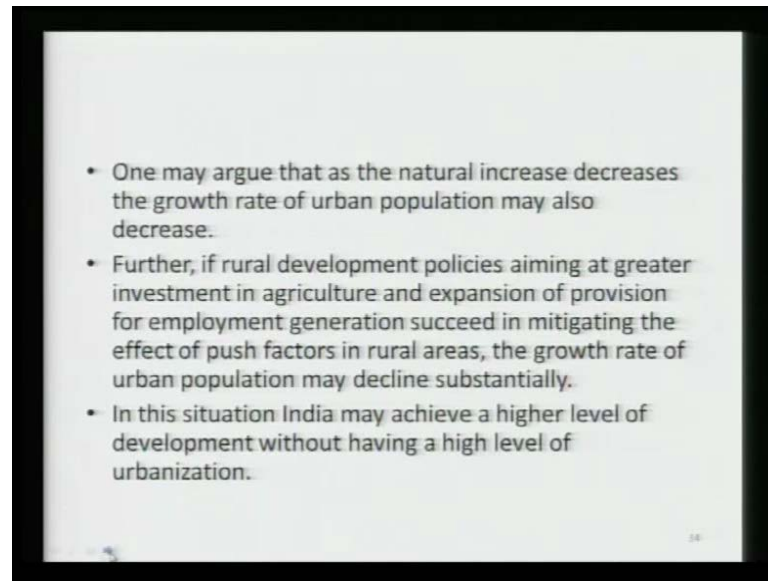 • One may argue that as the natural increase decreases
the growth rate of urban population may also
decrease.
• Further, if rural development policies aiming at greater
investment in agriculture and expansion of provision
for employment generation succeed in mitigating the
effect of push factors in rural areas, the growth rate of
urban population may decline substantially.
• In this situation India may achieve a higher level of
development without having a high level of
urbanization.